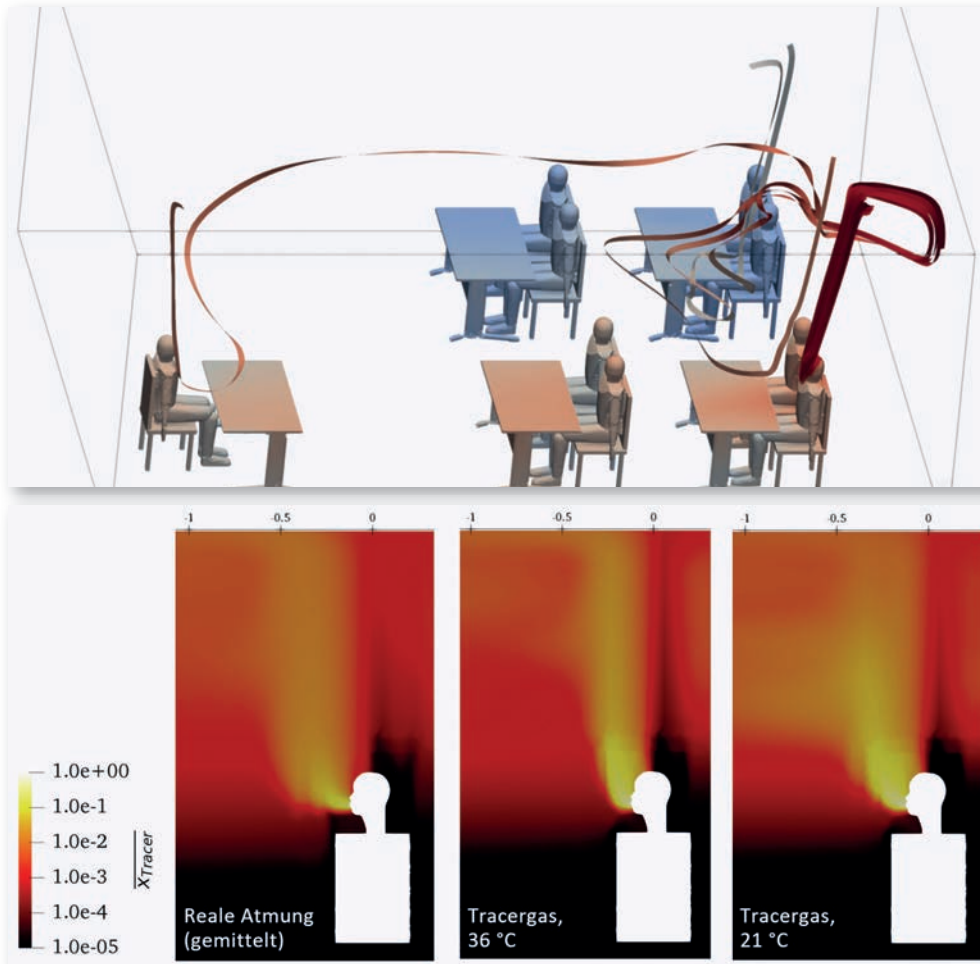 -1 -0.5 0
-1 -0.5 0
-1 -0.5 0
1.0e+00
1.0e-1
1.0e-2
1.0e-3
1.0e-4
1.0e-05
x_Tracer
Reale Atmung
(gemittelt)
Tracergas,
36 °C
Tracergas,
21 °C